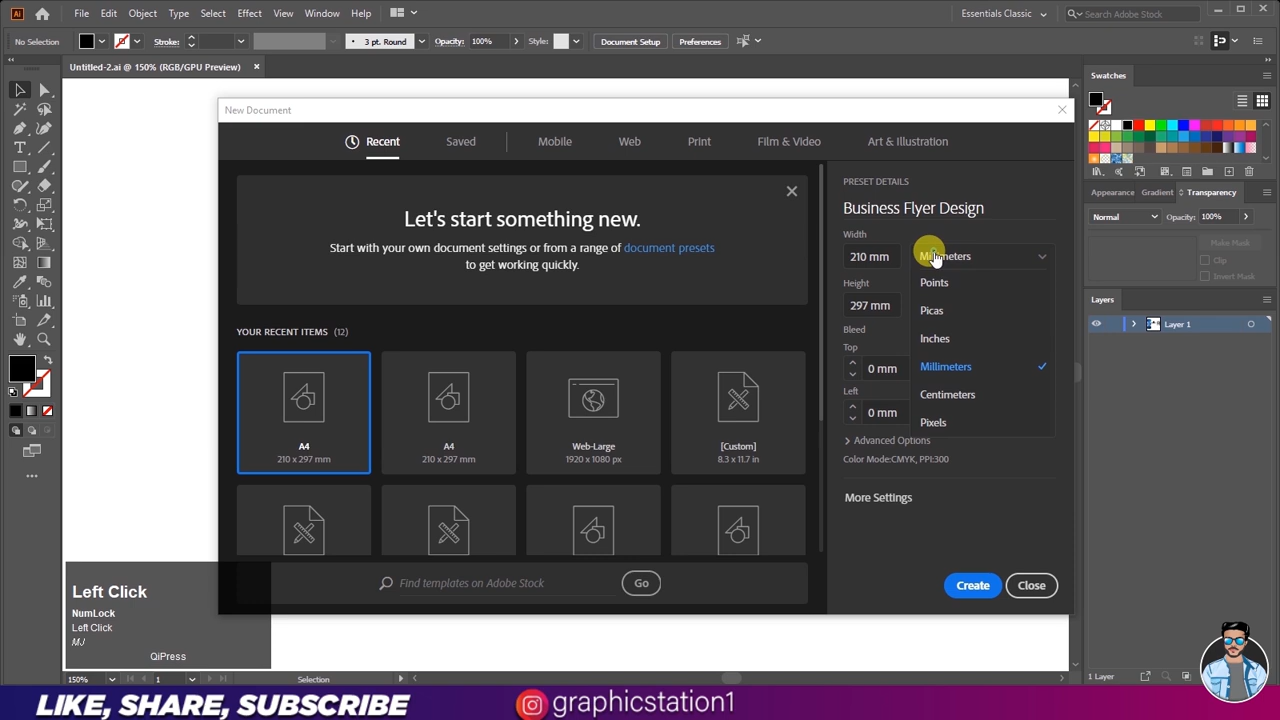 Ai File Edit Object Type Select Effect View Window Help Essentials Classic Search Adobe Stock
No Selection Stroke: 3 pt. Round Opacity: 100% Style: Document Setup Preferences
Untitled-2.ai @ 150% (RGB/GPU Preview)
Swatches
New Document
Recent Saved Mobile Web Print Film & Video Art & Illustration
Let's start something new.
Start with your own document settings or from a range of document presets
to get working quickly.
YOUR RECENT ITEMS (12)
A4
210 x 297 mm
A4
210 x 297 mm
Web-Large
1920 x 1080 px
[Custom]
8.3 x 11.7 in
Find templates on Adobe Stock Go
PRESET DETAILS
Business Flyer Design
Width
210 mm Millimeters
Points
Height
297 mm Picas
Bleed
Inches
Top
0 mm Millimeters
Left
Centimeters
0 mm Pixels
Advanced Options
Color Mode:CMYK, PPI:300
More Settings
Create Close
Appearance Gradient Transparency
Normal Opacity: 100%
Make Mask
Clip
Invert Mask
Layers
Layer 1
Left Click
NumLock
Left Click
MJ
QiPress
150% 1 Selection 1 Layer
LIKE, SHARE, SUBSCRIBE graphicstation1